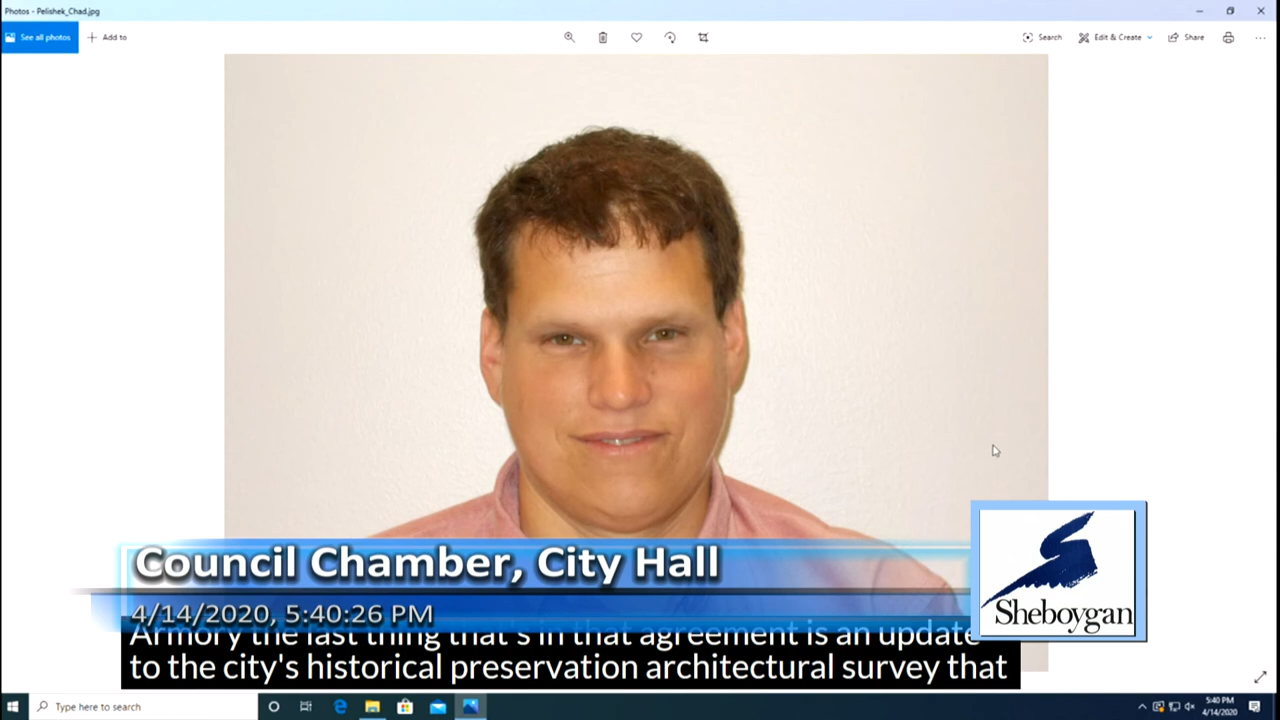 Photos - Pelishek_Chad.jpg
See all photos
Add to
Search
Edit & Create
Share
Council Chamber, City Hall
4/14/2020, 5:40:26 PM
Sheboygan
Armory the last thing that's in that agreement is an update
to the city's historical preservation architectural survey that
Type here to search
5:40 PM
4/14/2020